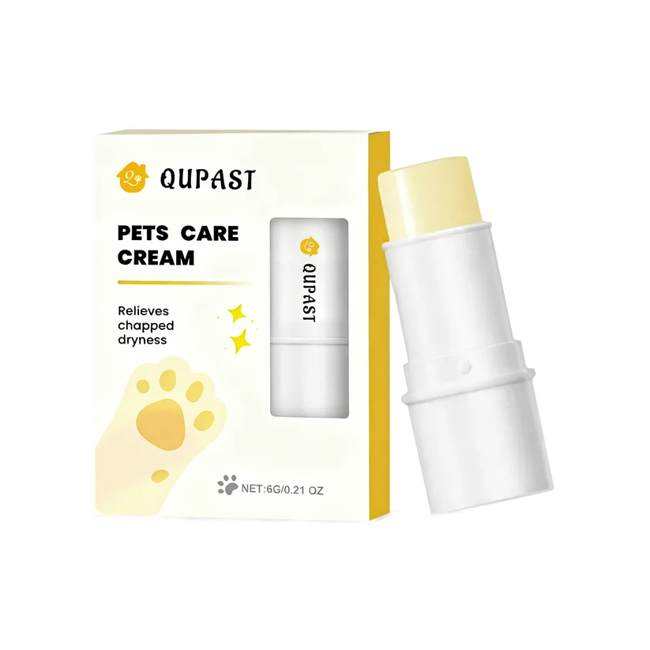 QUPAST
PETS CARE
CREAM
Relieves
chapped
dryness
QUPAST
NET:6G/0.21 OZ